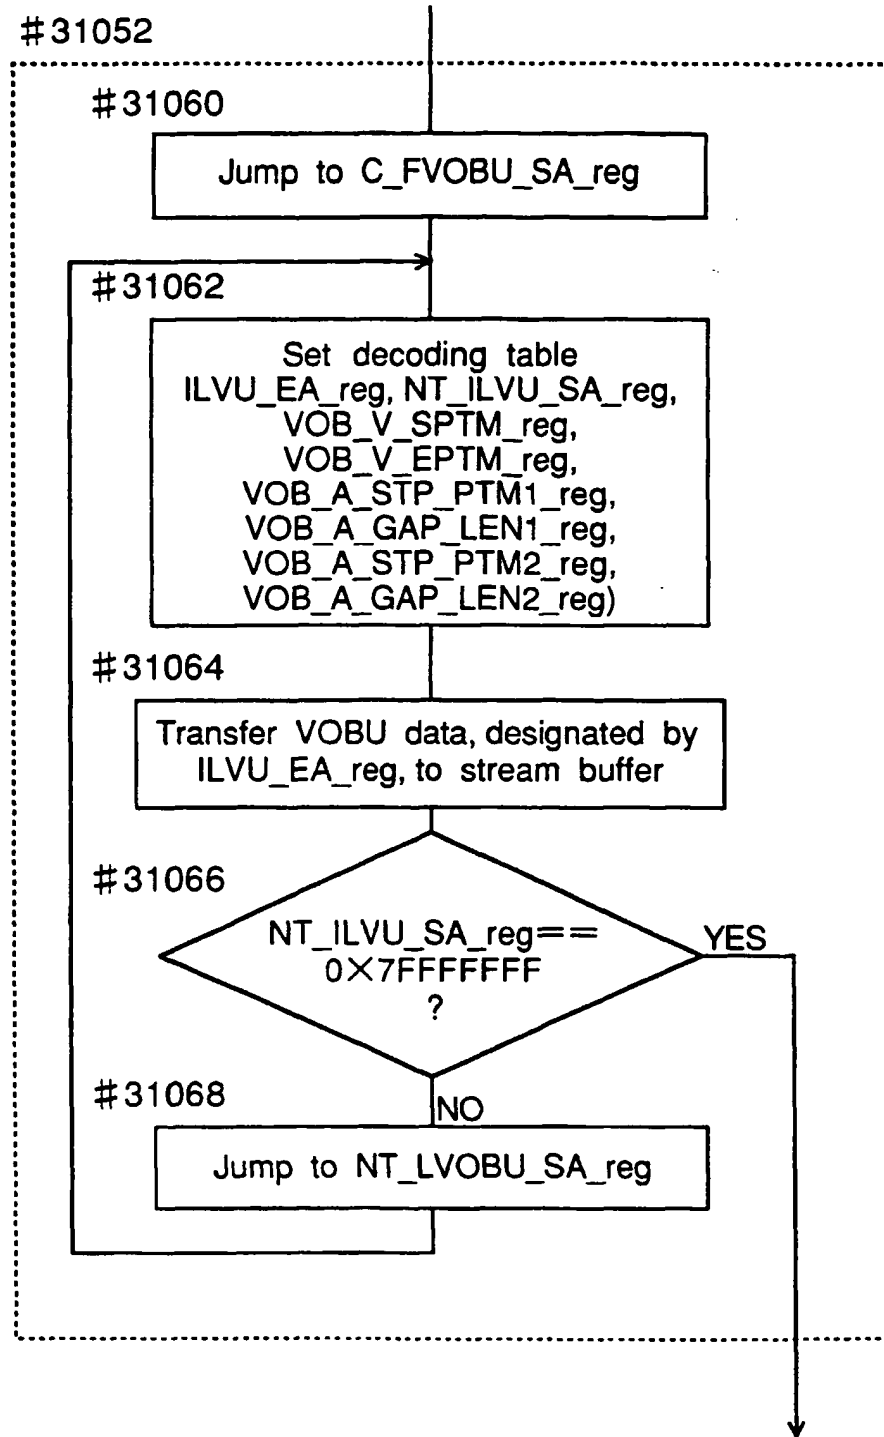 #31052
#31060
Jump to C_FVOBU_SA_reg
#31062
Set decoding table
ILVU_EA_reg, NT_ILVU_SA_reg,
VOB_V_SPTM_reg,
VOB_V_EPTM_reg,
VOB_A_STP_PTM1_reg,
VOB_A_GAP_LEN1_reg,
VOB_A_STP_PTM2_reg,
VOB_A_GAP_LEN2_reg)
#31064
Transfer VOBU data, designated by
ILVU_EA_reg, to stream buffer
#31066
NT_ILVU_SA_reg==
0X7FFFFFFF
?
YES
#31068
NO
Jump to NT_LVOBU_SA_reg